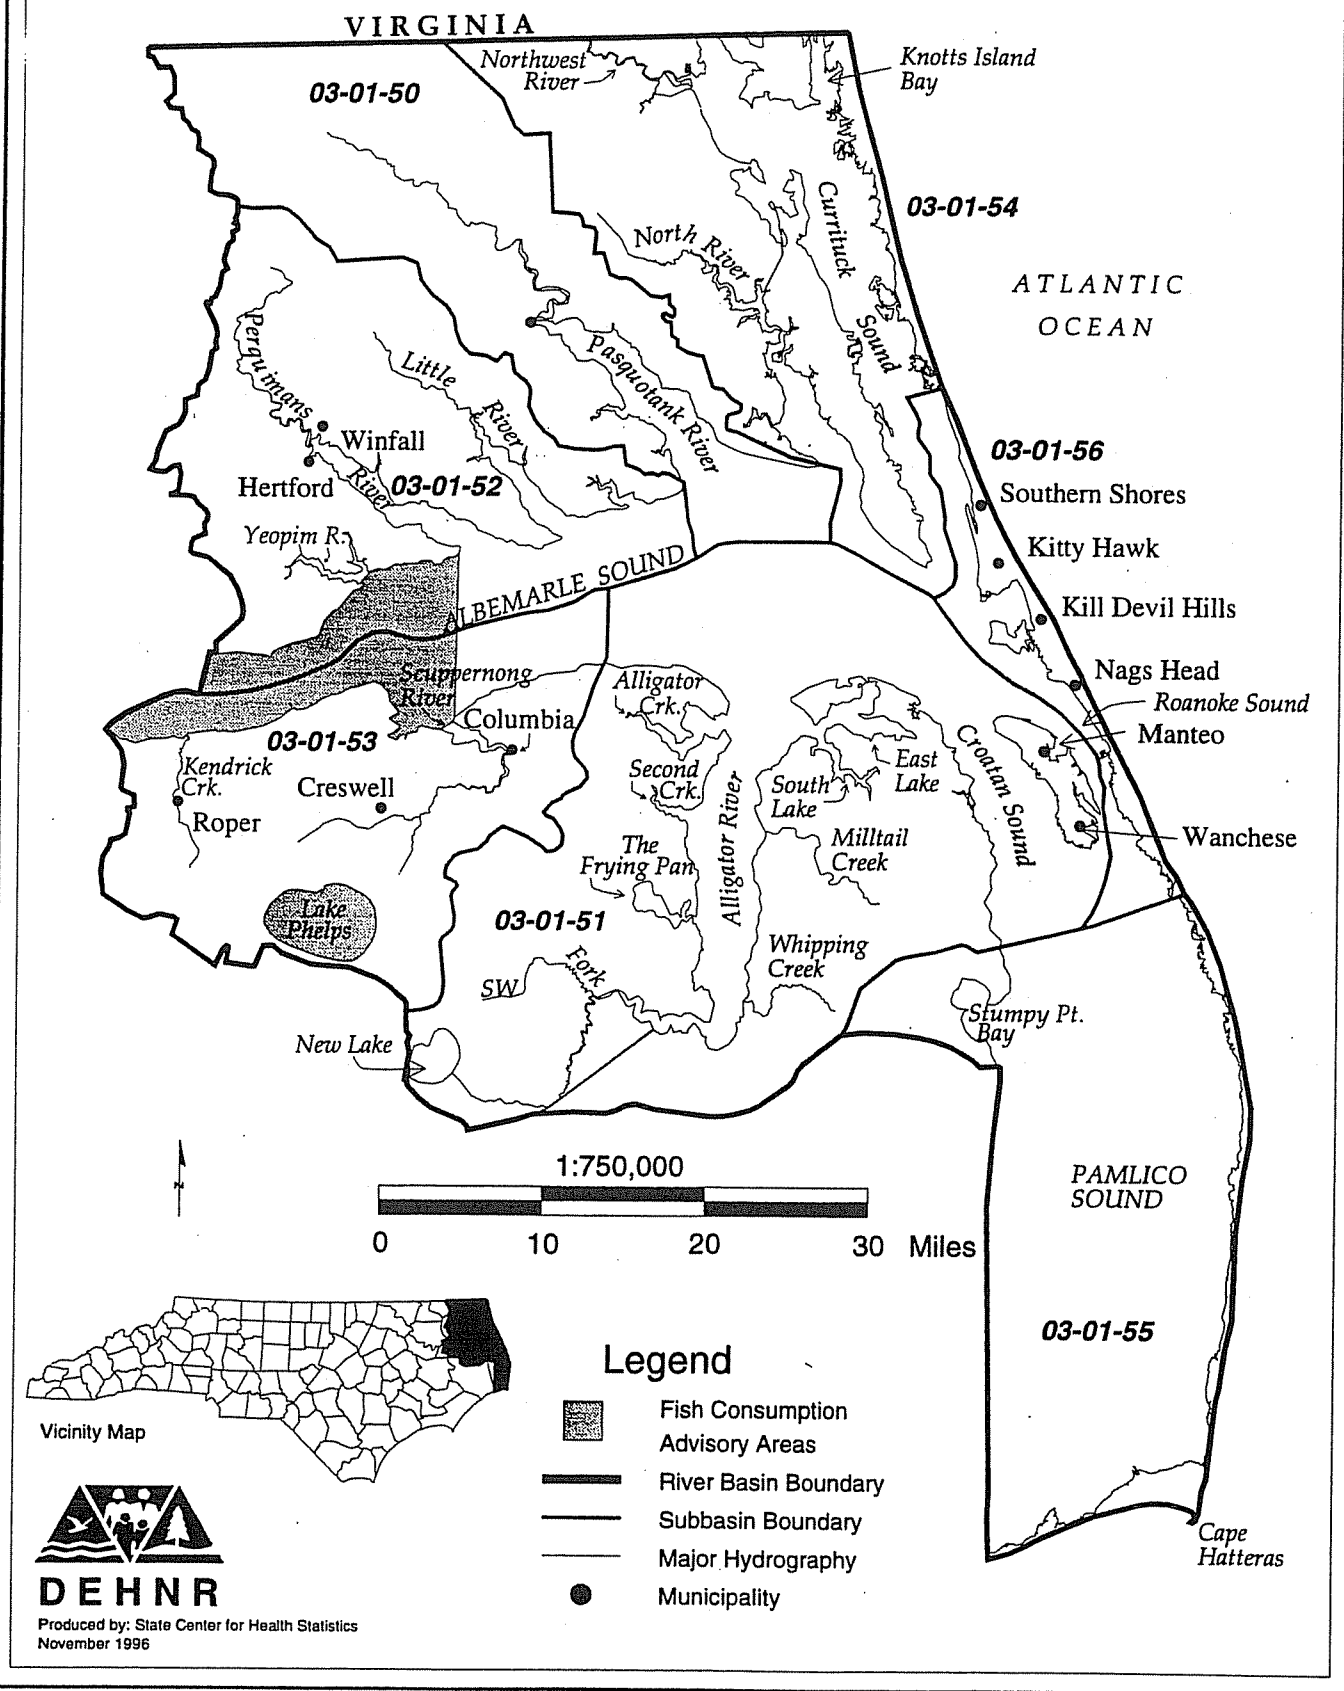 VIRGINIA
Northwest
River
Knotts Island
Bay
03-01-50
03-01-54
Currituck
Sound
North River
ATLANTIC
OCEAN
Perquimans
River
Little
River
Pasquotank River
Winfall
Hertford
03-01-52
03-01-56
Southern Shores
Yeopim R.
Kitty Hawk
ALBEMARLE SOUND
Kill Devil Hills
Scuppernong
River
Alligator
Crk.
Nags Head
Roanoke Sound
Columbia
Manteo
03-01-53
Croatan Sound
East
Lake
Kendrick
Crk.
Second
Crk.
South
Lake
Creswell
Roper
Alligator River
Milltail
Creek
Wanchese
The
Frying Pan
Lake
Phelps
03-01-51
Whipping
Creek
SW
Fork
Stumpy Pt.
Bay
New Lake
N
1:750,000
0 10 20 30 Miles
PAMLICO
SOUND
03-01-55
Legend
Fish Consumption
Advisory Areas
River Basin Boundary
Subbasin Boundary
Major Hydrography
Municipality
Vicinity Map
Cape
Hatteras
DEHNR
Produced by: State Center for Health Statistics
November 1996